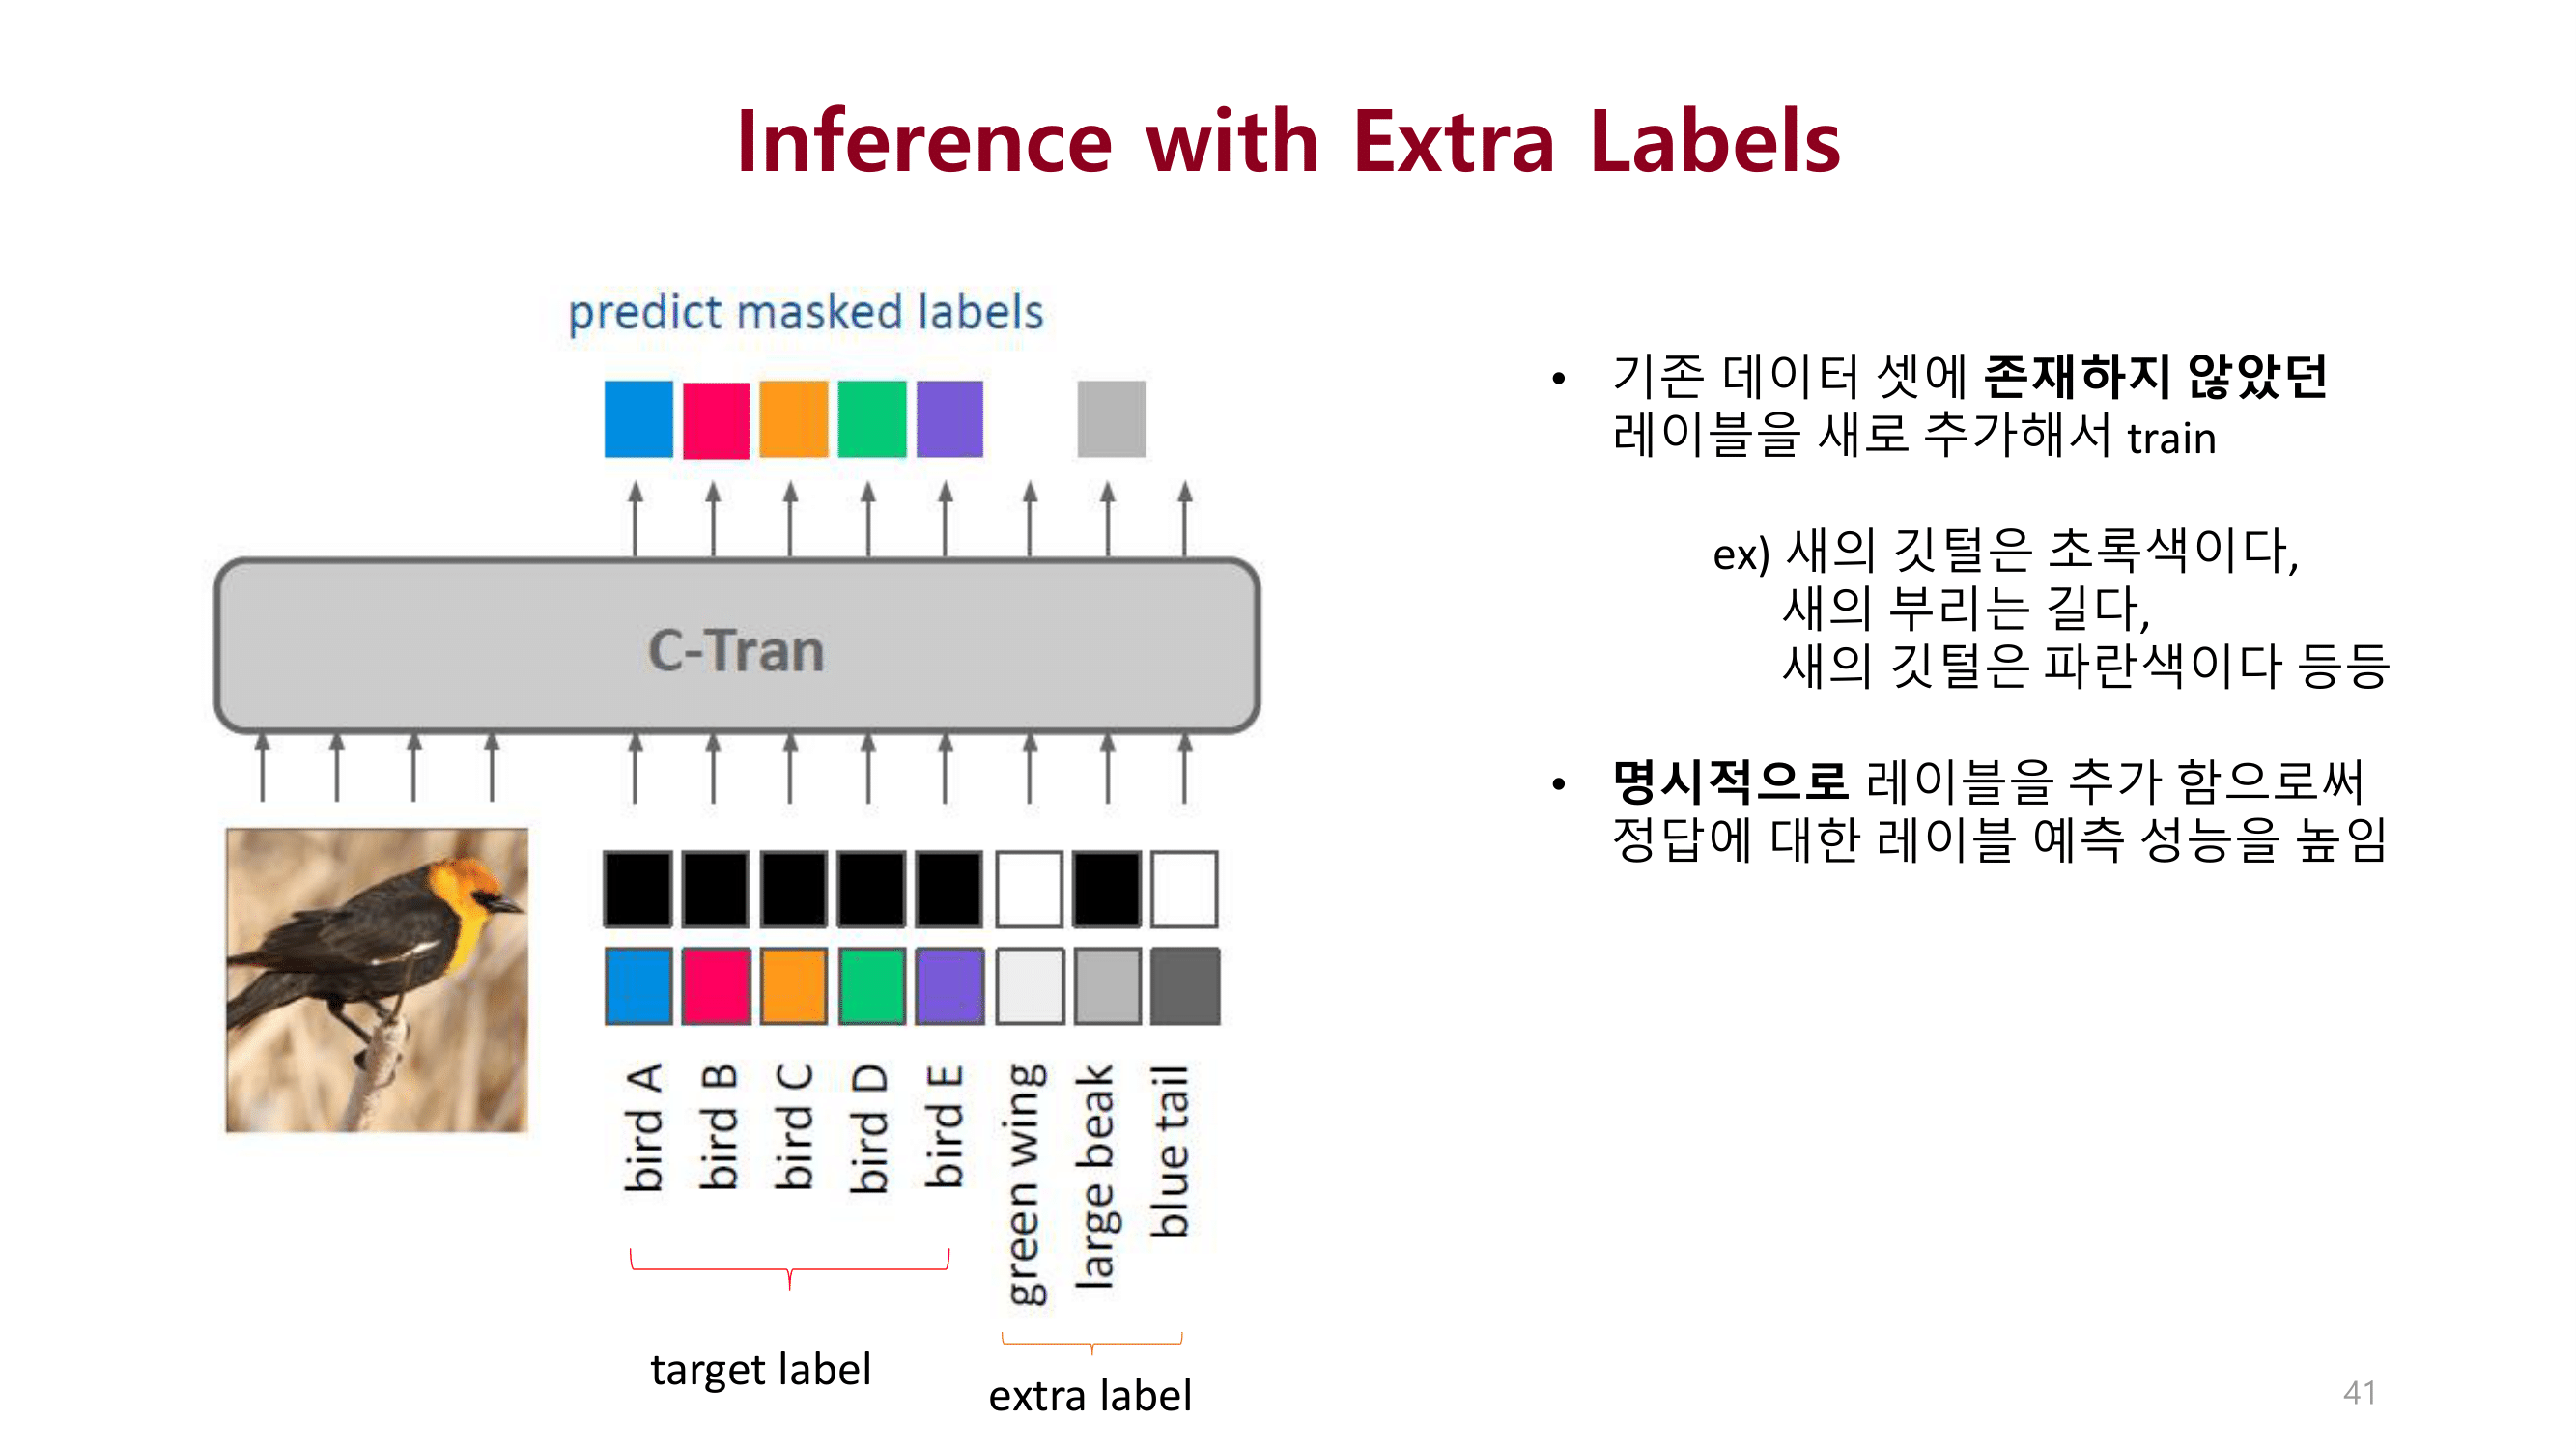 Inference with Extra Labels
predict masked labels
C-Tran
bird A
bird B
bird C
bird D
bird E
green wing
large beak
blue tail
target label
extra label
• 기존 데이터 셋에 존재하지 않았던
레이블을 새로 추가해서 train
ex) 새의 깃털은 초록색이다,
새의 부리는 길다,
새의 깃털은 파란색이다 등등
• 명시적으로 레이블을 추가 함으로써
정답에 대한 레이블 예측 성능을 높임
41